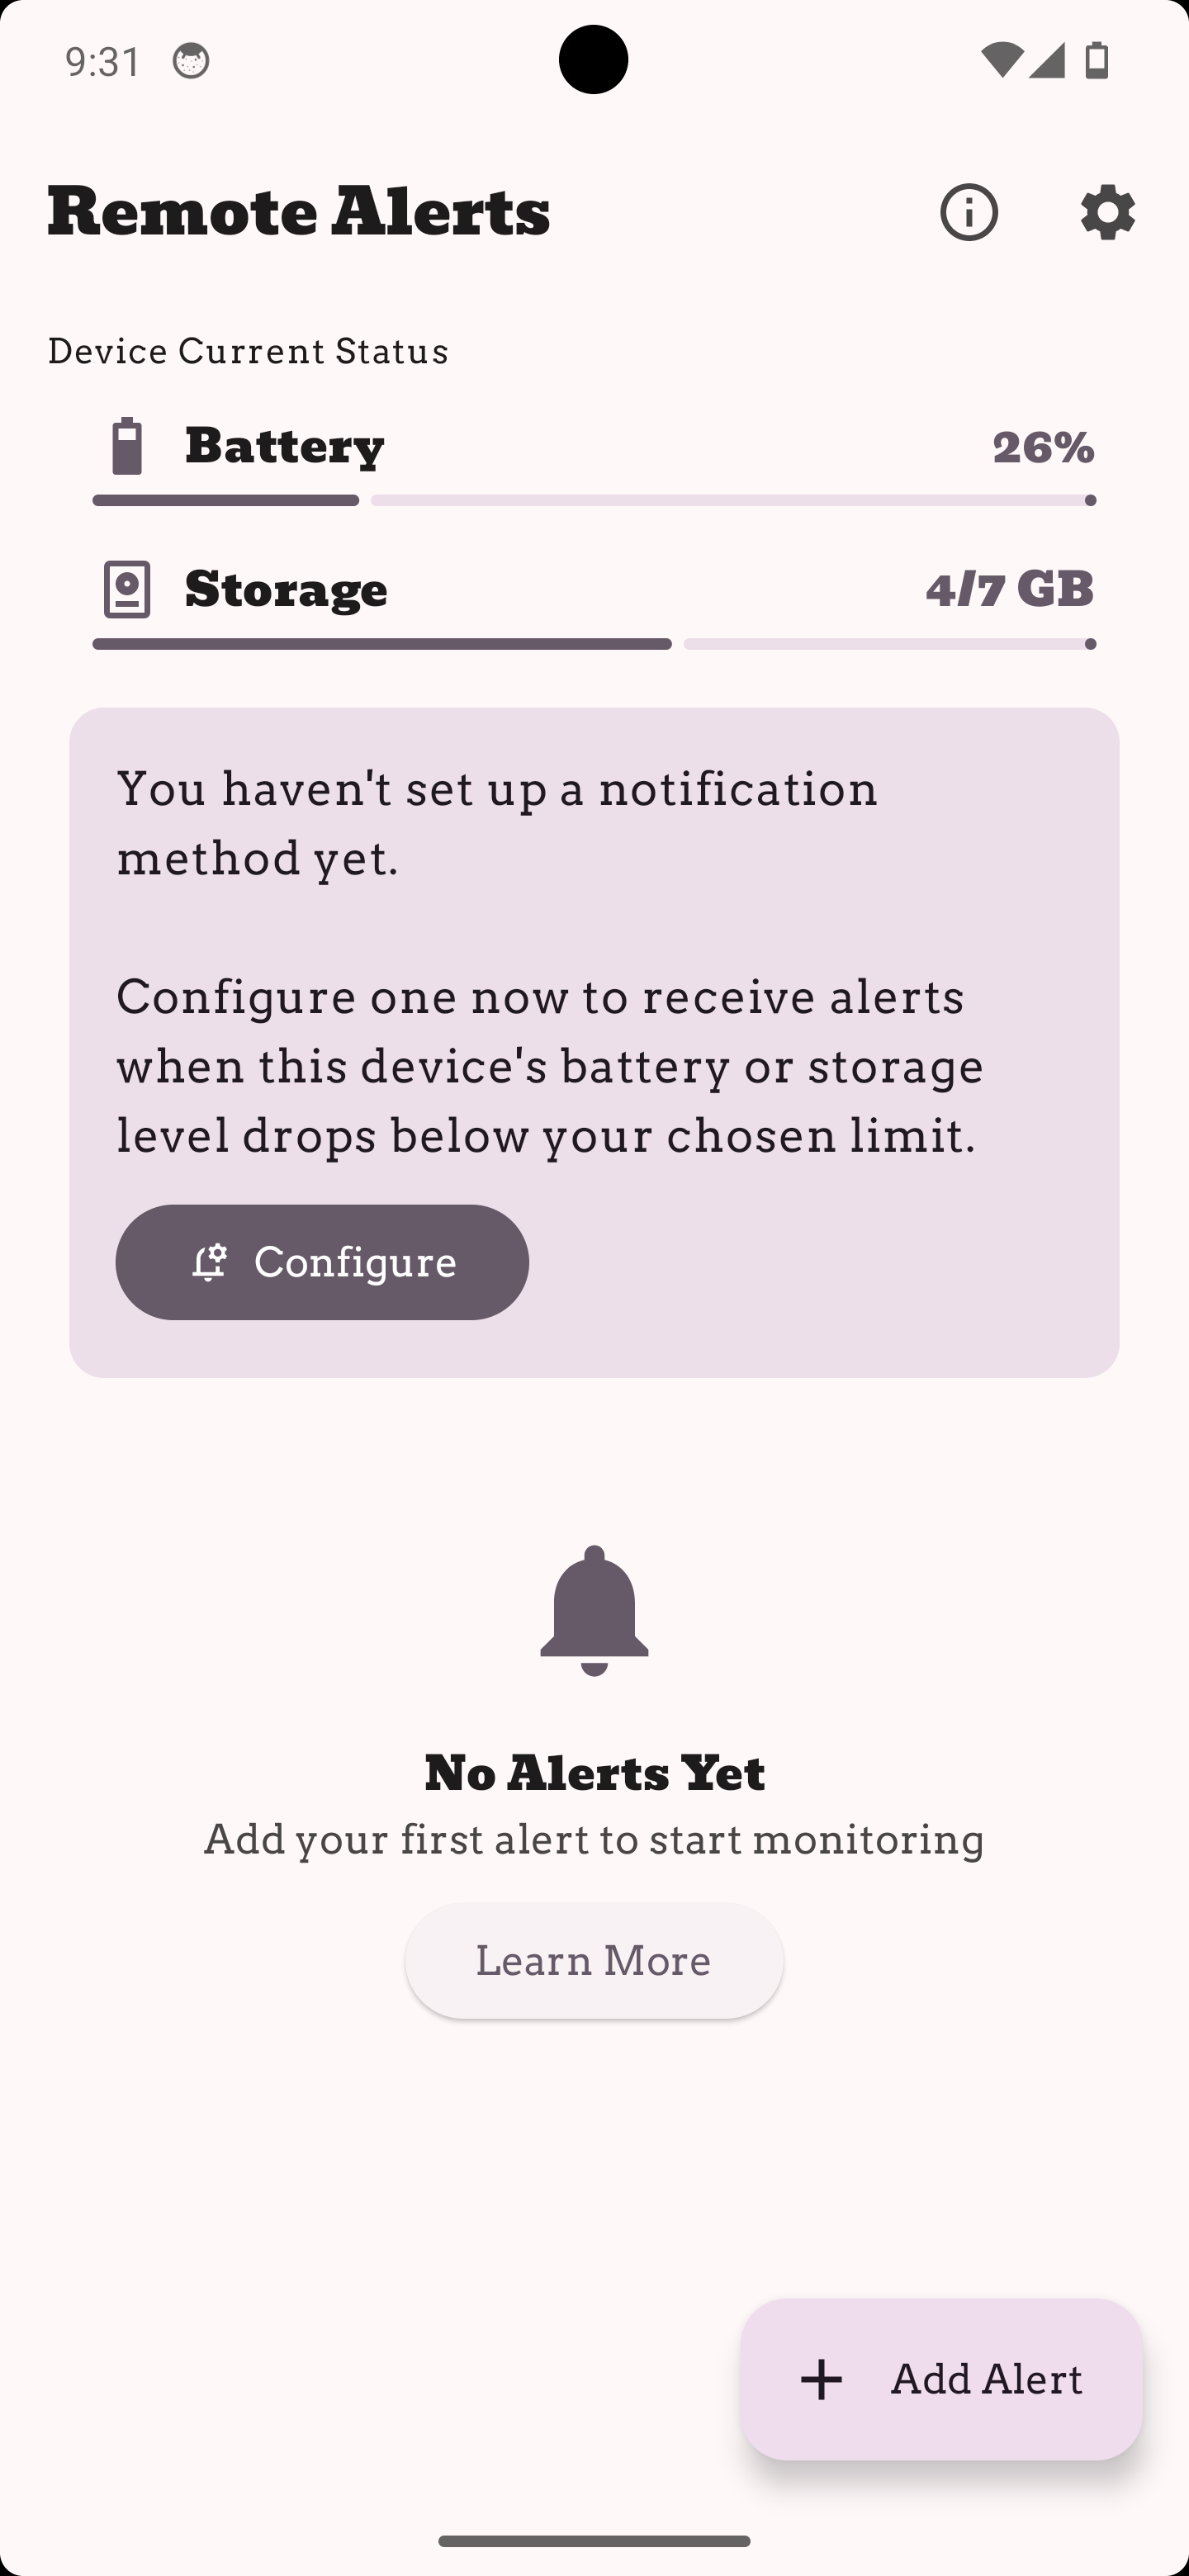 9:31
Remote Alerts
Device Current Status
Battery 26%
Storage 4/7 GB
You haven't set up a notification
method yet.
Configure one now to receive alerts
when this device's battery or storage
level drops below your chosen limit.
Configure
No Alerts Yet
Add your first alert to start monitoring
Learn More
Add Alert